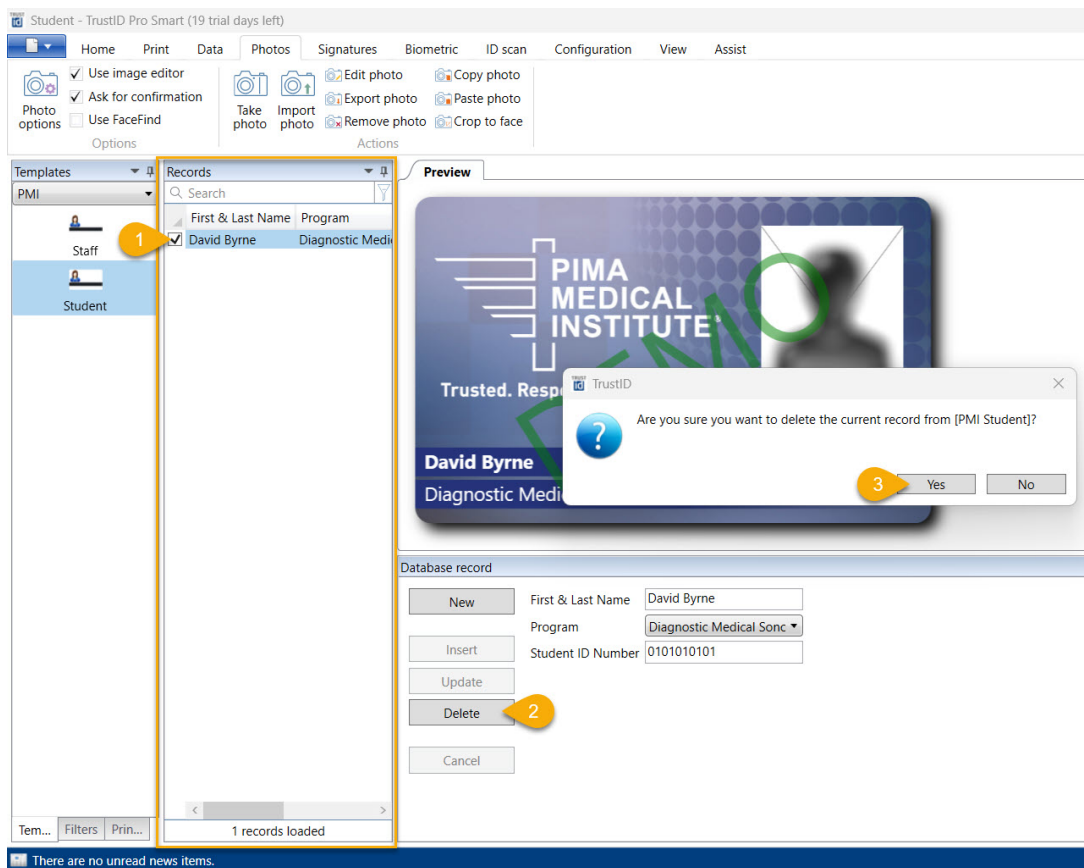 Student - TrustID Pro Smart (19 trial days left)
Home Print Data Photos Signatures Biometric ID scan Configuration View Assist
Photo options
Use image editor
Ask for confirmation
Use FaceFind
Options
Take photo
Import photo
Edit photo
Export photo
Remove photo
Copy photo
Paste photo
Crop to face
Actions
Templates
PMI
Staff
Student
Records
Search
First & Last Name Program
1
David Byrne Diagnostic Medi
Preview
PIMA
MEDICAL
INSTITUTE
Trusted. Resp
DEMO
David Byrne
Diagnostic Medi
TrustID
Are you sure you want to delete the current record from [PMI Student]?
3
Yes No
Database record
New
Insert
Update
Delete
2
Cancel
First & Last Name David Byrne
Program Diagnostic Medical Sonc
Student ID Number 0101010101
Tem... Filters Prin...
1 records loaded
There are no unread news items.